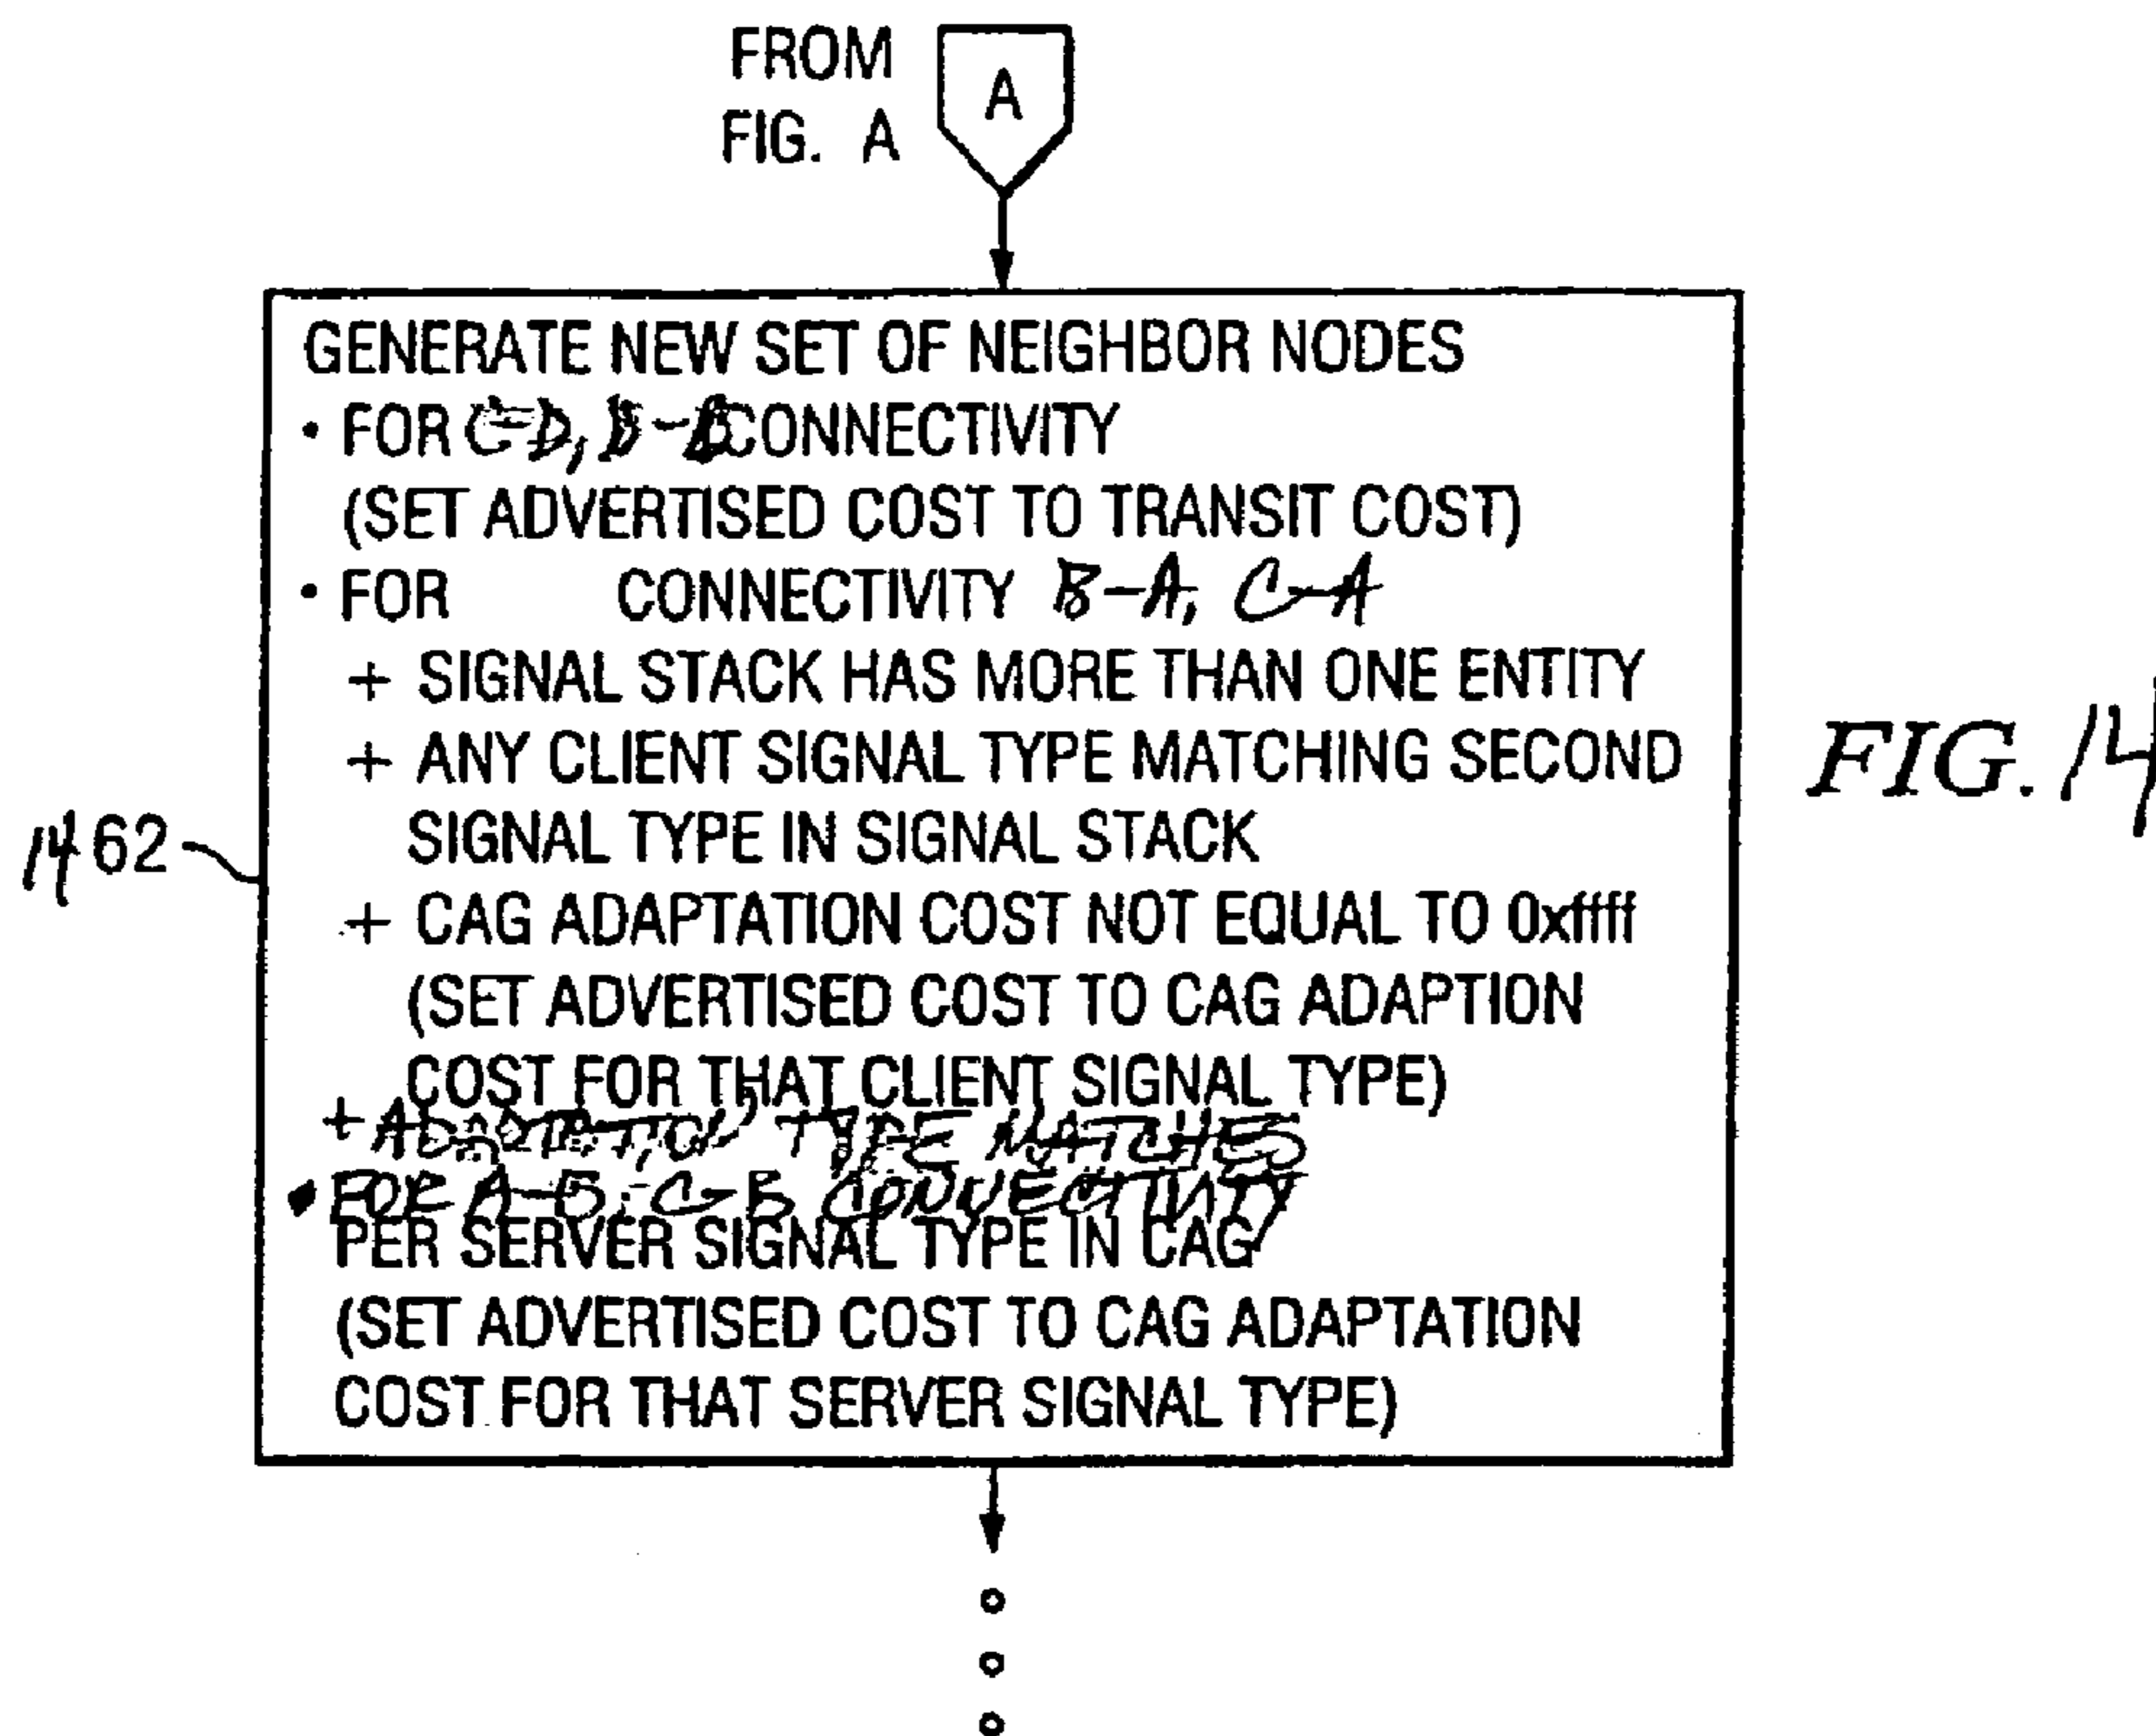 FROM
FIG. A
A
GENERATE NEW SET OF NEIGHBOR NODES
• FOR CONNECTIVITY
(SET ADVERTISED COST TO TRANSIT COST)
• FOR CONNECTIVITY B-A, C-A
+ SIGNAL STACK HAS MORE THAN ONE ENTITY
+ ANY CLIENT SIGNAL TYPE MATCHING SECOND
SIGNAL TYPE IN SIGNAL STACK
+ CAG ADAPTATION COST NOT EQUAL TO 0xffff
(SET ADVERTISED COST TO CAG ADAPTION
COST FOR THAT CLIENT SIGNAL TYPE)
+ TYPE MATCHES
• FOR CONNECTIVITY
PER SERVER SIGNAL TYPE IN CAG
(SET ADVERTISED COST TO CAG ADAPTATION
COST FOR THAT SERVER SIGNAL TYPE)
1462
FIG. 14